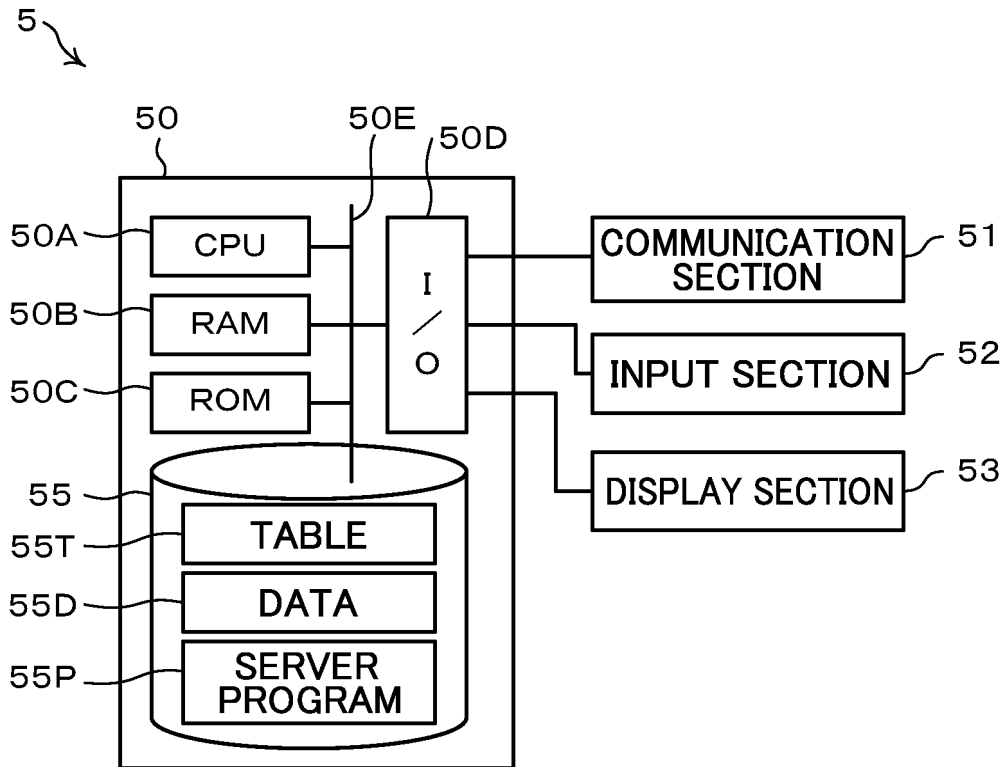 5
50
50E
50D
50A
CPU
50B
RAM
50C
ROM
I
/
O
COMMUNICATION
SECTION
51
INPUT SECTION
52
DISPLAY SECTION
53
55
55T
TABLE
55D
DATA
55P
SERVER
PROGRAM